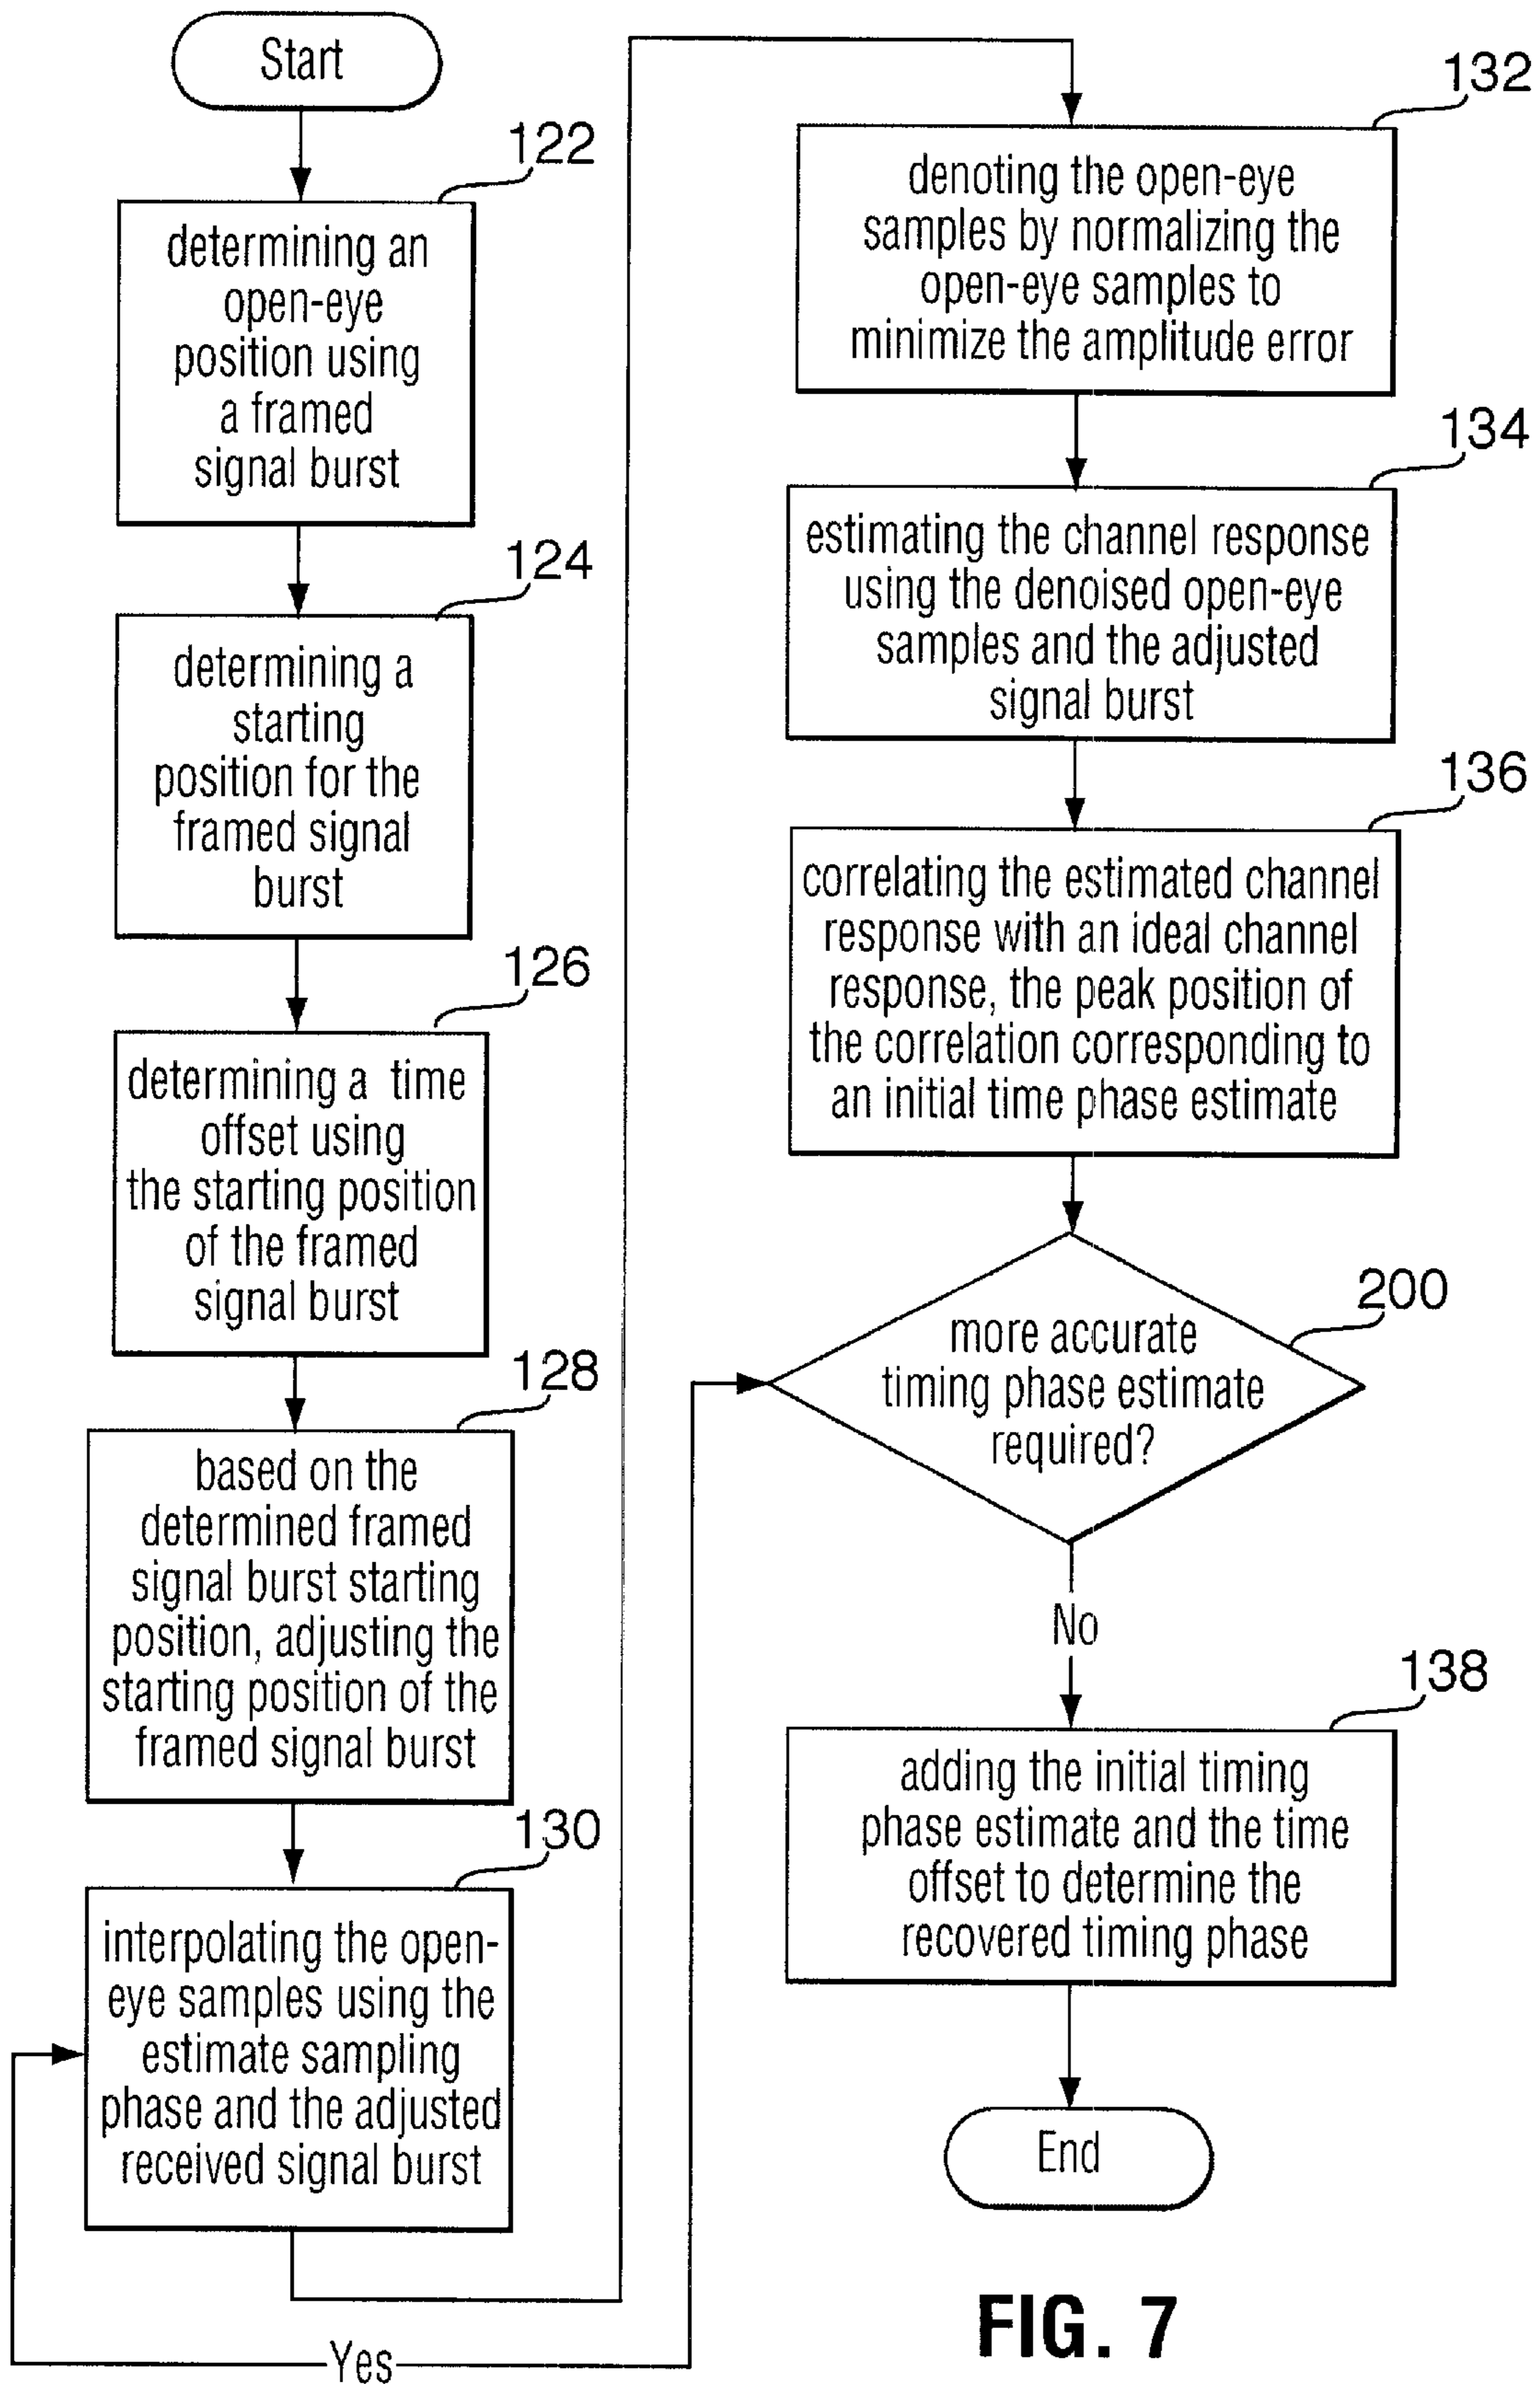 Start
122
determining an
open-eye
position using
a framed
signal burst
124
determining a
starting
position for the
framed signal
burst
126
determining a time
offset using
the starting position
of the framed
signal burst
128
based on the
determined framed
signal burst starting
position, adjusting the
starting position of the
framed signal burst
130
interpolating the open-
eye samples using the
estimate sampling
phase and the adjusted
received signal burst
Yes
132
denoting the open-eye
samples by normalizing the
open-eye samples to
minimize the amplitude error
134
estimating the channel response
using the denoised open-eye
samples and the adjusted
signal burst
136
correlating the estimated channel
response with an ideal channel
response, the peak position of
the correlation corresponding to
an initial time phase estimate
200
more accurate
timing phase estimate
required?
No
138
adding the initial timing
phase estimate and the time
offset to determine the
recovered timing phase
End
FIG. 7